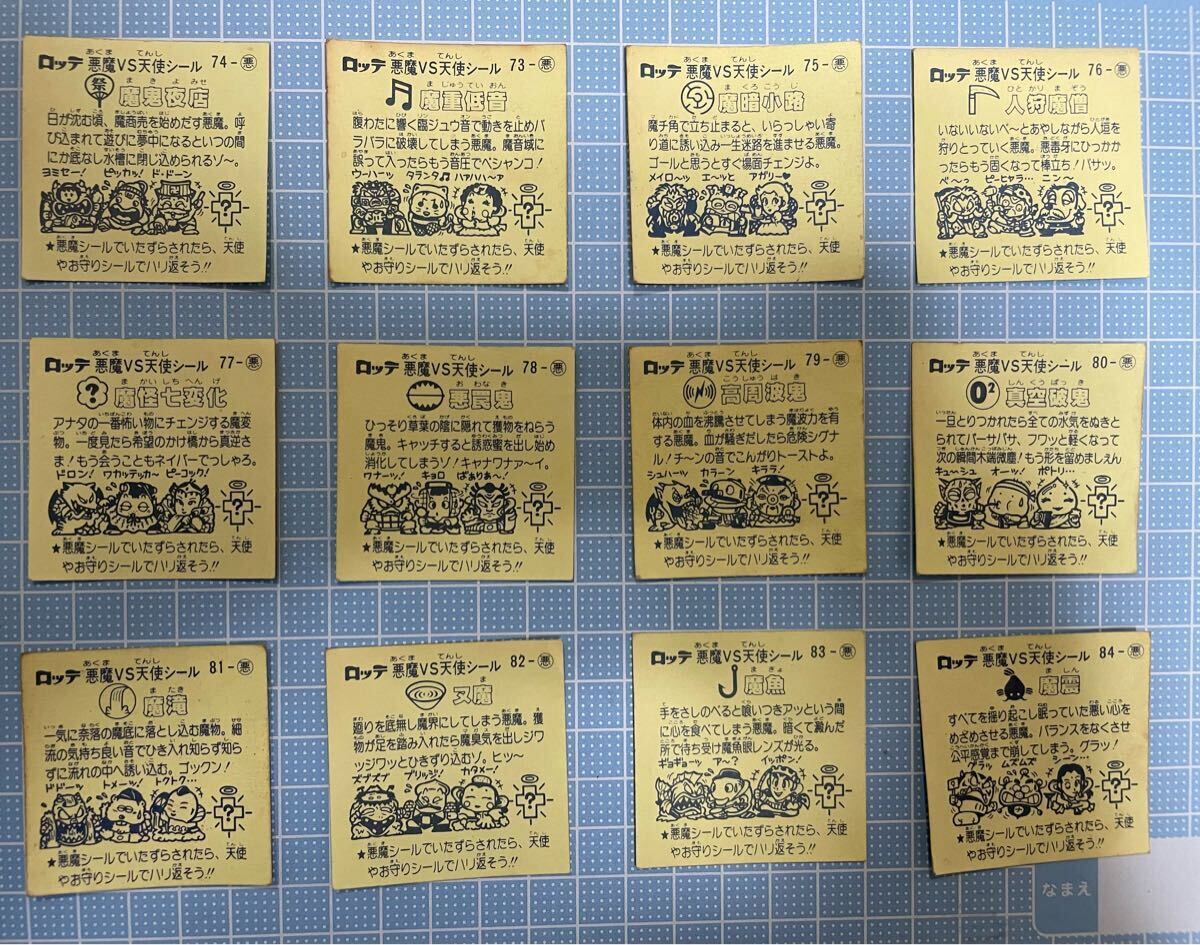 ロッテ 悪魔VS天使シール 74-悪
祭 魔鬼夜店
日が沈む頃、魔商売を始めだす悪魔。呼
び込まれて遊びに夢中になるといつの間
にか底なし水槽に閉じ込められるゾ〜。
ヨミセー! ピッカッ! ド・ドーン
?
★悪魔シールでいたずらされたら、天使
やお守りシールでハリ返そう!!
ロッテ 悪魔VS天使シール 73-悪
魔重低音
腹わたに響く臨ジュウ音で動きを止めバ
ラバラに破壊してしまう悪魔。魔音城に
誤って入ったらもう音圧でペシャンコ!
ウーハーッ タランタ♫ ハァハハ〜ア
?
★悪魔シールでいたずらされたら、天使
やお守りシールでハリ返そう!!
ロッテ 悪魔VS天使シール 75-悪
魔暗小路
魔チ角で立ち止まると、いらっしゃい寄
り道に誘い込み一生迷路を進ませる悪魔。
ゴールと思うとすぐ場面チェンジよ。
メイロ〜ッ エ〜ッと アガリー♥
?
★悪魔シールでいたずらされたら、天使
やお守りシールでハリ返そう!!
ロッテ 悪魔VS天使シール 76-悪
人狩魔僧
いないいないベ〜とあやしながら人垣を
狩りとっていく悪魔。悪毒牙にひっかか
ったらもう固くなって棒立ち!バサッ。
ベ〜ッ ピーヒャラ… ニン〜
?
★悪魔シールでいたずらされたら、天使
やお守りシールでハリ返そう!!
ロッテ 悪魔VS天使シール 77-悪
? 魔怪七変化
アナタの一番怖い物にチェンジする魔変
物。一度見たら希望のかけ橋から真逆さ
ま!もう会うこともネイバーでっしゃろ。
ドロン! ワカッテッカ〜 ピーコック!
?
★悪魔シールでいたずらされたら、天使
やお守りシールでハリ返そう!!
ロッテ 悪魔VS天使シール 78-悪
悪罠鬼
ひっそり草葉の陰に隠れて獲物をねらう
魔鬼。キャッチすると誘惑蜜を出し始め
消化してしまうゾ!キャナワナァ〜イ。
ワナーッ! キョロ ばぁりぁ〜!
?
★悪魔シールでいたずらされたら、天使
やお守りシールでハリ返そう!!
ロッテ 悪魔VS天使シール 79-悪
高周波鬼
体内の血を沸騰させてしまう魔波力を有
する悪魔。血が騒ぎだしたら危険シグナ
ル!チ〜ンの音でこんがりトーストよ。
シュハーッ カラーン キララ!
?
★悪魔シールでいたずらされたら、天使
やお守りシールでハリ返そう!!
ロッテ 悪魔VS天使シール 80-悪
O2 真空破鬼
一旦とりつかれたら全ての水気をぬきと
られてパーサパサ、フワッと軽くなって
次の瞬間木端微塵!もう形を留めましぇん
キューシュ オーッ! ポトリ…
?
★悪魔シールでいたずらされたら、天使
やお守りシールでハリ返そう!!
ロッテ 悪魔VS天使シール 81-悪
魔滝
一気に奈落の魔底に落とし込む魔物。細
流の気持ち良い音でひき入れ知らず知ら
ずに流れの中へ誘い込む。ゴックン!
ドドーッ トメ〜 トクトク…
?
★悪魔シールでいたずらされたら、天使
やお守りシールでハリ返そう!!
ロッテ 悪魔VS天使シール 82-悪
ヌ魔
廻りを底無し魔界にしてしまう悪魔。獲
物が足を踏み入れたら魔臭気を出しジワ
ッジワッとひきずり込むゾ。ヒッ〜
ズブズブ ブリッジ! カタメー!
?
★悪魔シールでいたずらされたら、天使
やお守りシールでハリ返そう!!
ロッテ 悪魔VS天使シール 83-悪
魔魚
手をさしのべると喰いつきアッという間
に心を食べてしまう悪魔。暗くて澱んだ
所で待ち受け魔魚眼レンズが光る。
ギョギョーッ ア〜? イッポン!
?
★悪魔シールでいたずらされたら、天使
やお守りシールでハリ返そう!!
ロッテ 悪魔VS天使シール 84-悪
魔震
すべてを揺り起こし眠っていた悪い心を
めざめさせる悪魔。バランスをなくさせ
公平感覚まで崩してしまう。グラッ!
グラッ ムズムズ シーン…
?
★悪魔シールでいたずらされたら、天使
やお守りシールでハリ返そう!!
なまえ